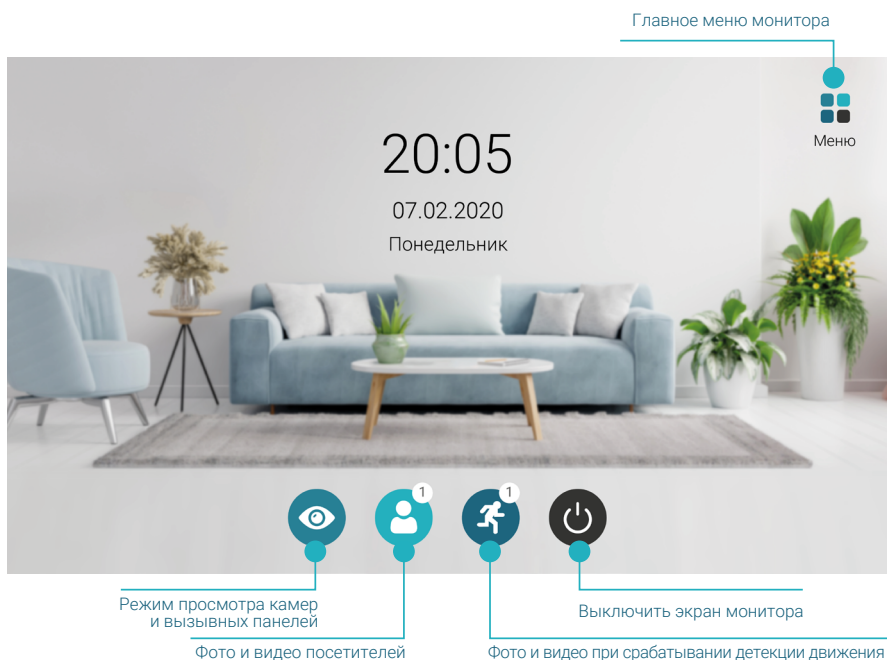 Главное меню монитора
Меню
20:05
07.02.2020
Понедельник
1
1
Режим просмотра камер
и вызывных панелей
Выключить экран монитора
Фото и видео посетителей
Фото и видео при срабатывании детекции движения